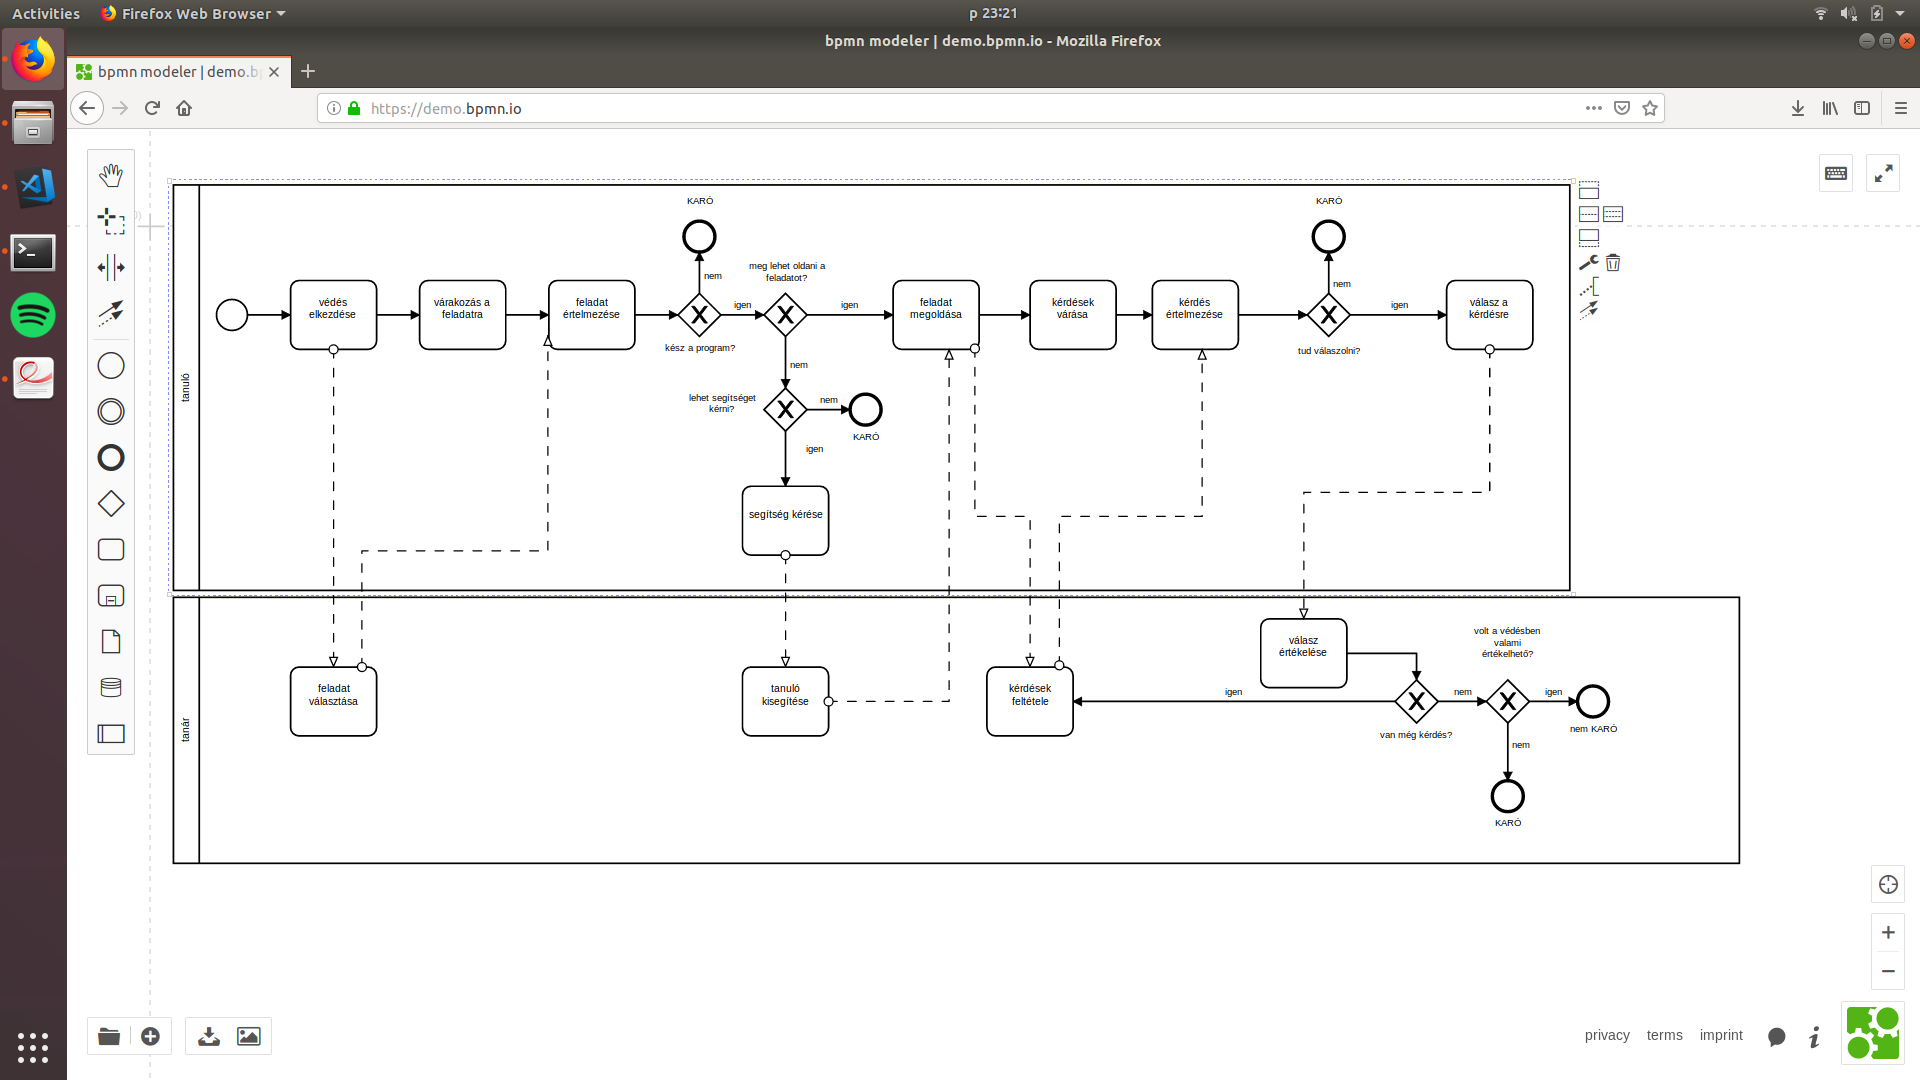 Activities
Firefox Web Browser
p 23:21
bpmn modeler | demo.bpmn.io - Mozilla Firefox
bpmn modeler | demo.bp
https://demo.bpmn.io
tanuló
KARÓ
KARÓ
nem
meg lehet oldani a
feladatot?
nem
védés
elkezdése
várakozás a
feladatra
feladat
értelmezése
igen
igen
feladat
megoldása
kérdések
várása
kérdés
értelmezése
igen
válasz a
kérdésre
kész a program?
tud válaszolni?
nem
lehet segítséget
kérni?
nem
KARÓ
igen
segítség kérése
tanár
válasz
értékelése
volt a védésben
valami
értékelhető?
feladat
választása
tanuló
kisegítése
kérdések
feltétele
igen
nem
igen
van még kérdés?
nem KARÓ
nem
KARÓ
privacy
terms
imprint